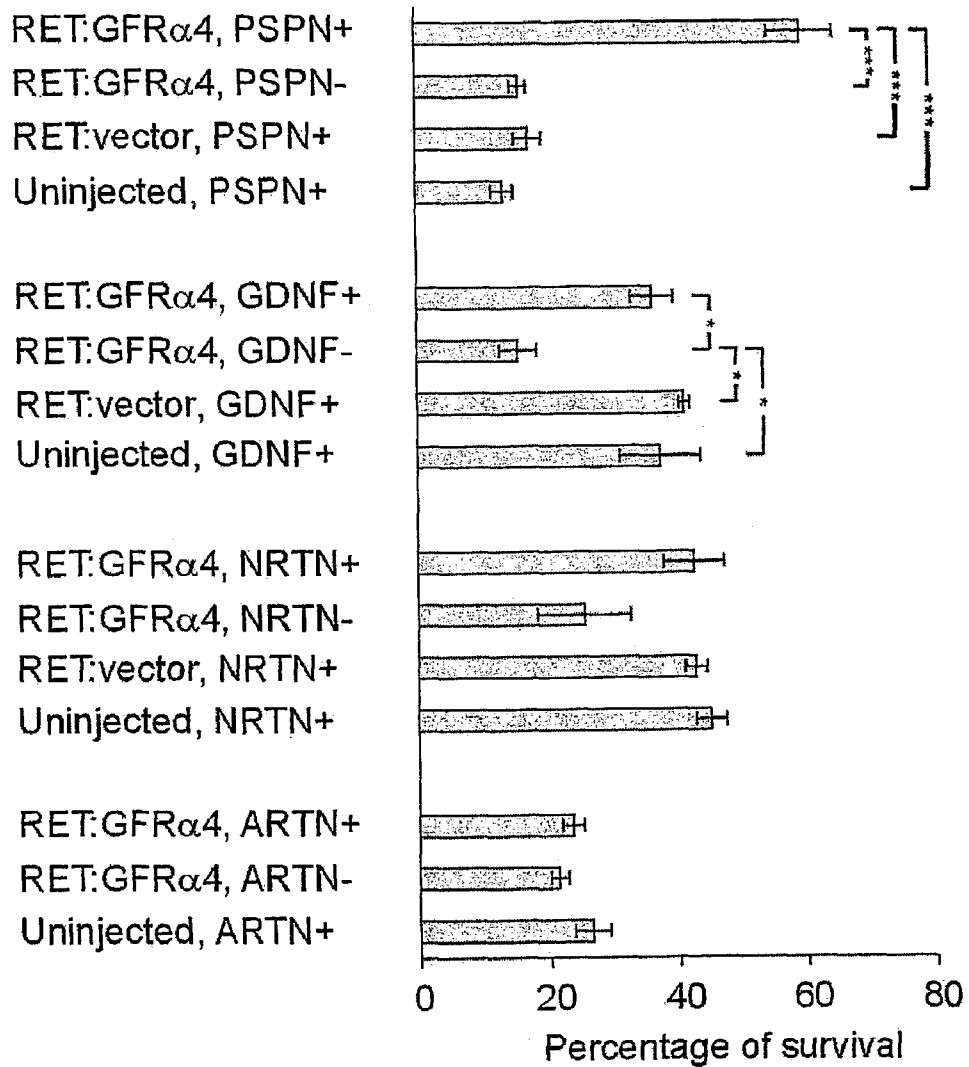 RET:GFRα4, PSPN+
RET:GFRα4, PSPN-
RET:vector, PSPN+
Uninjected, PSPN+
***
***
***
RET:GFRα4, GDNF+
RET:GFRα4, GDNF-
RET:vector, GDNF+
Uninjected, GDNF+
*
*
*
RET:GFRα4, NRTN+
RET:GFRα4, NRTN-
RET:vector, NRTN+
Uninjected, NRTN+
RET:GFRα4, ARTN+
RET:GFRα4, ARTN-
Uninjected, ARTN+
0 20 40 60 80
Percentage of survival